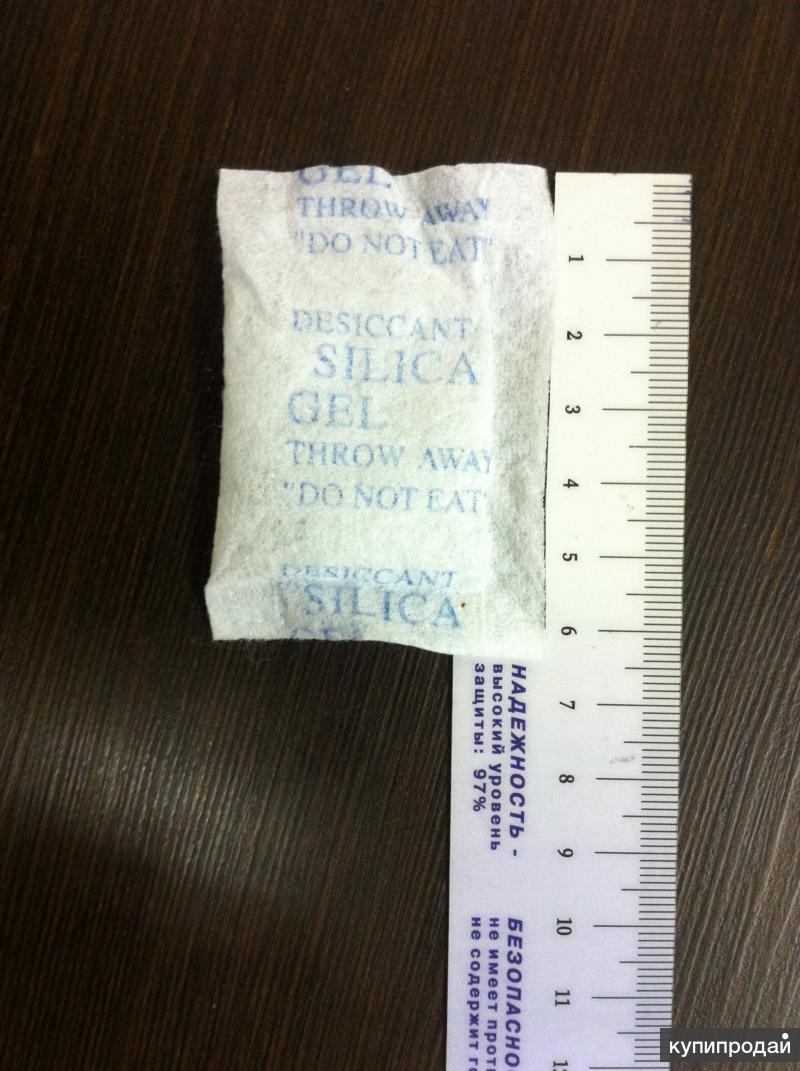 GEL
THROW AWAY
"DO NOT EAT"
DESICCANT
SILICA
GEL
THROW AWAY
"DO NOT EAT
DESICCANT
SILICA
GEL
1
2
3
4
5
6
7
8
9
10
11
НАДЕЖНОСТЬ -
высокий уровень
защиты: 97%
БЕЗОПАСНО
не имеет прот
не содержит
купипродай